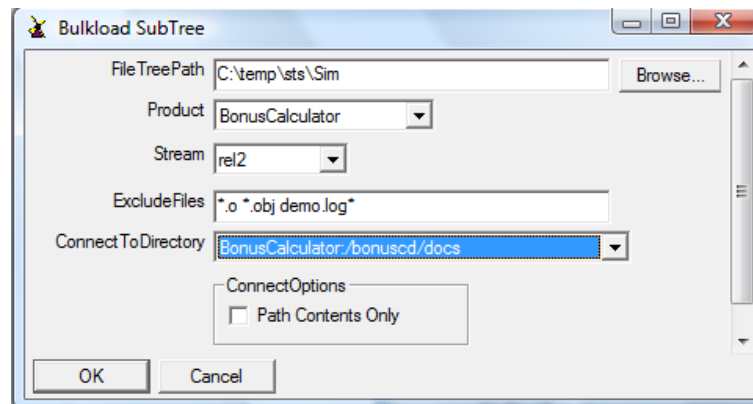 Bulkload SubTree
FileTreePath C:\temp\sts\Sim Browse...
Product BonusCalculator
Stream rel2
ExcludeFiles *.o *.obj demo.log*
ConnectToDirectory BonusCalculator:/bonuscd/docs
ConnectOptions
Path Contents Only
OK Cancel